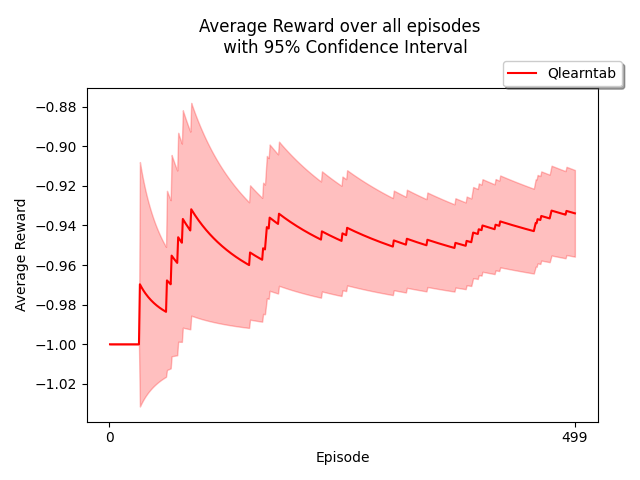 Average Reward over all episodes
with 95% Confidence Interval
Qlearntab
−0.88
−0.90
−0.92
−0.94
−0.96
−0.98
−1.00
−1.02
Average Reward
0
499
Episode